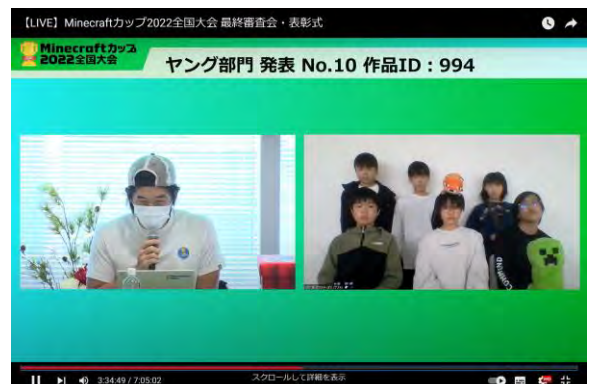 【LIVE】Minecraftカップ2022全国大会 最終審査会・表彰式
Minecraftカップ
2022全国大会
ヤング部門 発表 No.10 作品ID：994
3:34:49 / 7:05:02
スクロールして詳細を表示